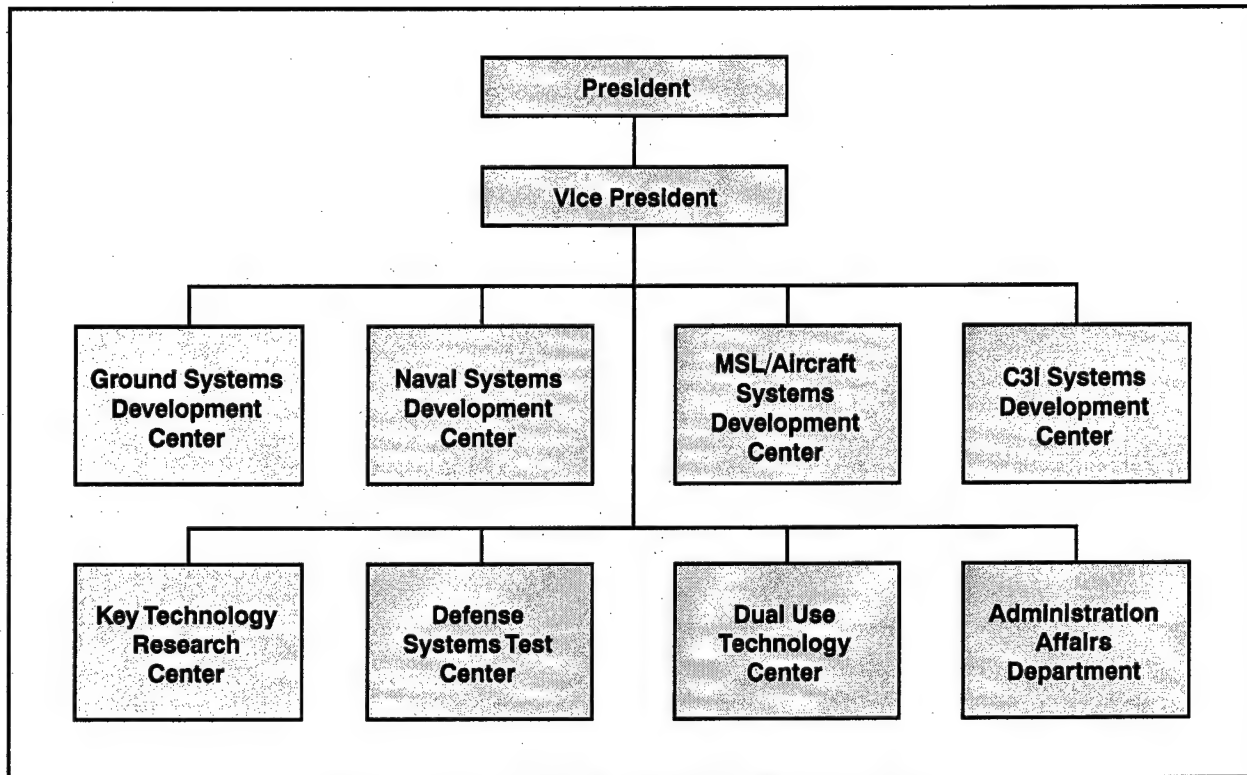 President
Vice President
Ground Systems
Development
Center
Naval Systems
Development
Center
MSL/Aircraft
Systems
Development
Center
C3I Systems
Development
Center
Key Technology
Research
Center
Defense
Systems Test
Center
Dual Use
Technology
Center
Administration
Affairs
Department